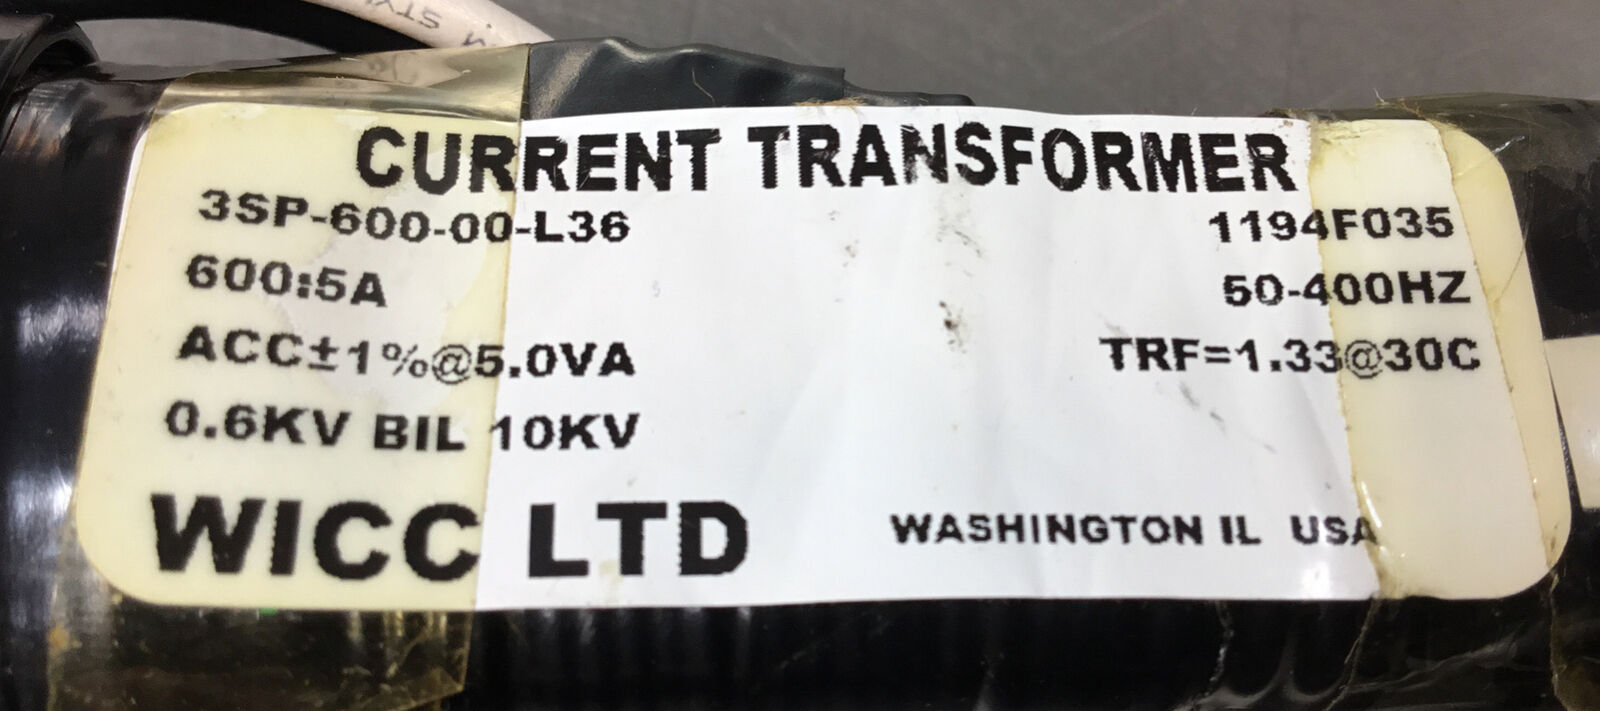 STYL
CURRENT TRANSFORMER
3SP-600-00-L36 1194F035
600:5A 50-400HZ
ACC±1%@5.0VA TRF=1.33@30C
0.6KV BIL 10KV
WICC LTD WASHINGTON IL USA